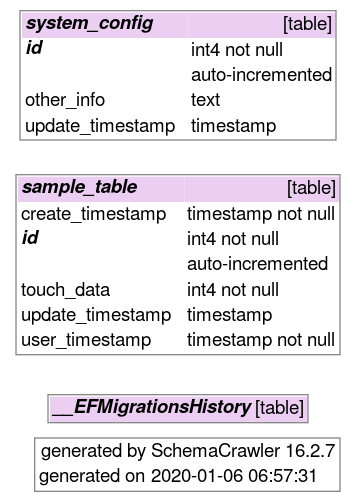 system_config [table]
id int4 not null
auto-incremented
other_info text
update_timestamp timestamp
sample_table [table]
create_timestamp timestamp not null
id int4 not null
auto-incremented
touch_data int4 not null
update_timestamp timestamp
user_timestamp timestamp not null
__EFMigrationsHistory [table]
generated by SchemaCrawler 16.2.7
generated on 2020-01-06 06:57:31